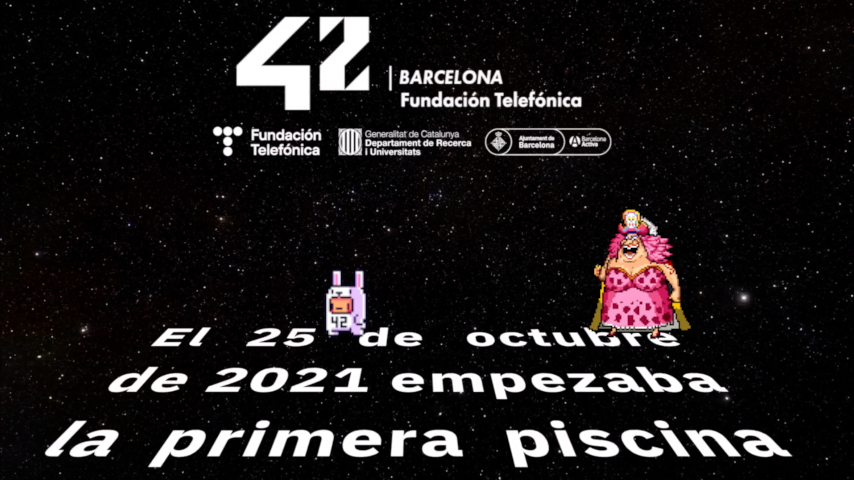 42
BARCELONA
Fundación Telefónica
Fundación
Telefónica
Generalitat de Catalunya
Departament de Recerca
i Universitats
Ajuntament de
Barcelona
Barcelona
Activa
42
El 25 de octubre
de 2021 empezaba
la primera piscina